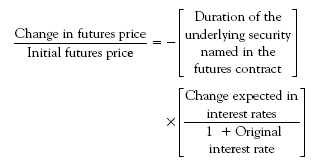 Change in futures price
Initial futures price
= −
Duration of the
underlying security
named in the
futures contract
×
Change expected in
interest rates
1 + Original
interest rate